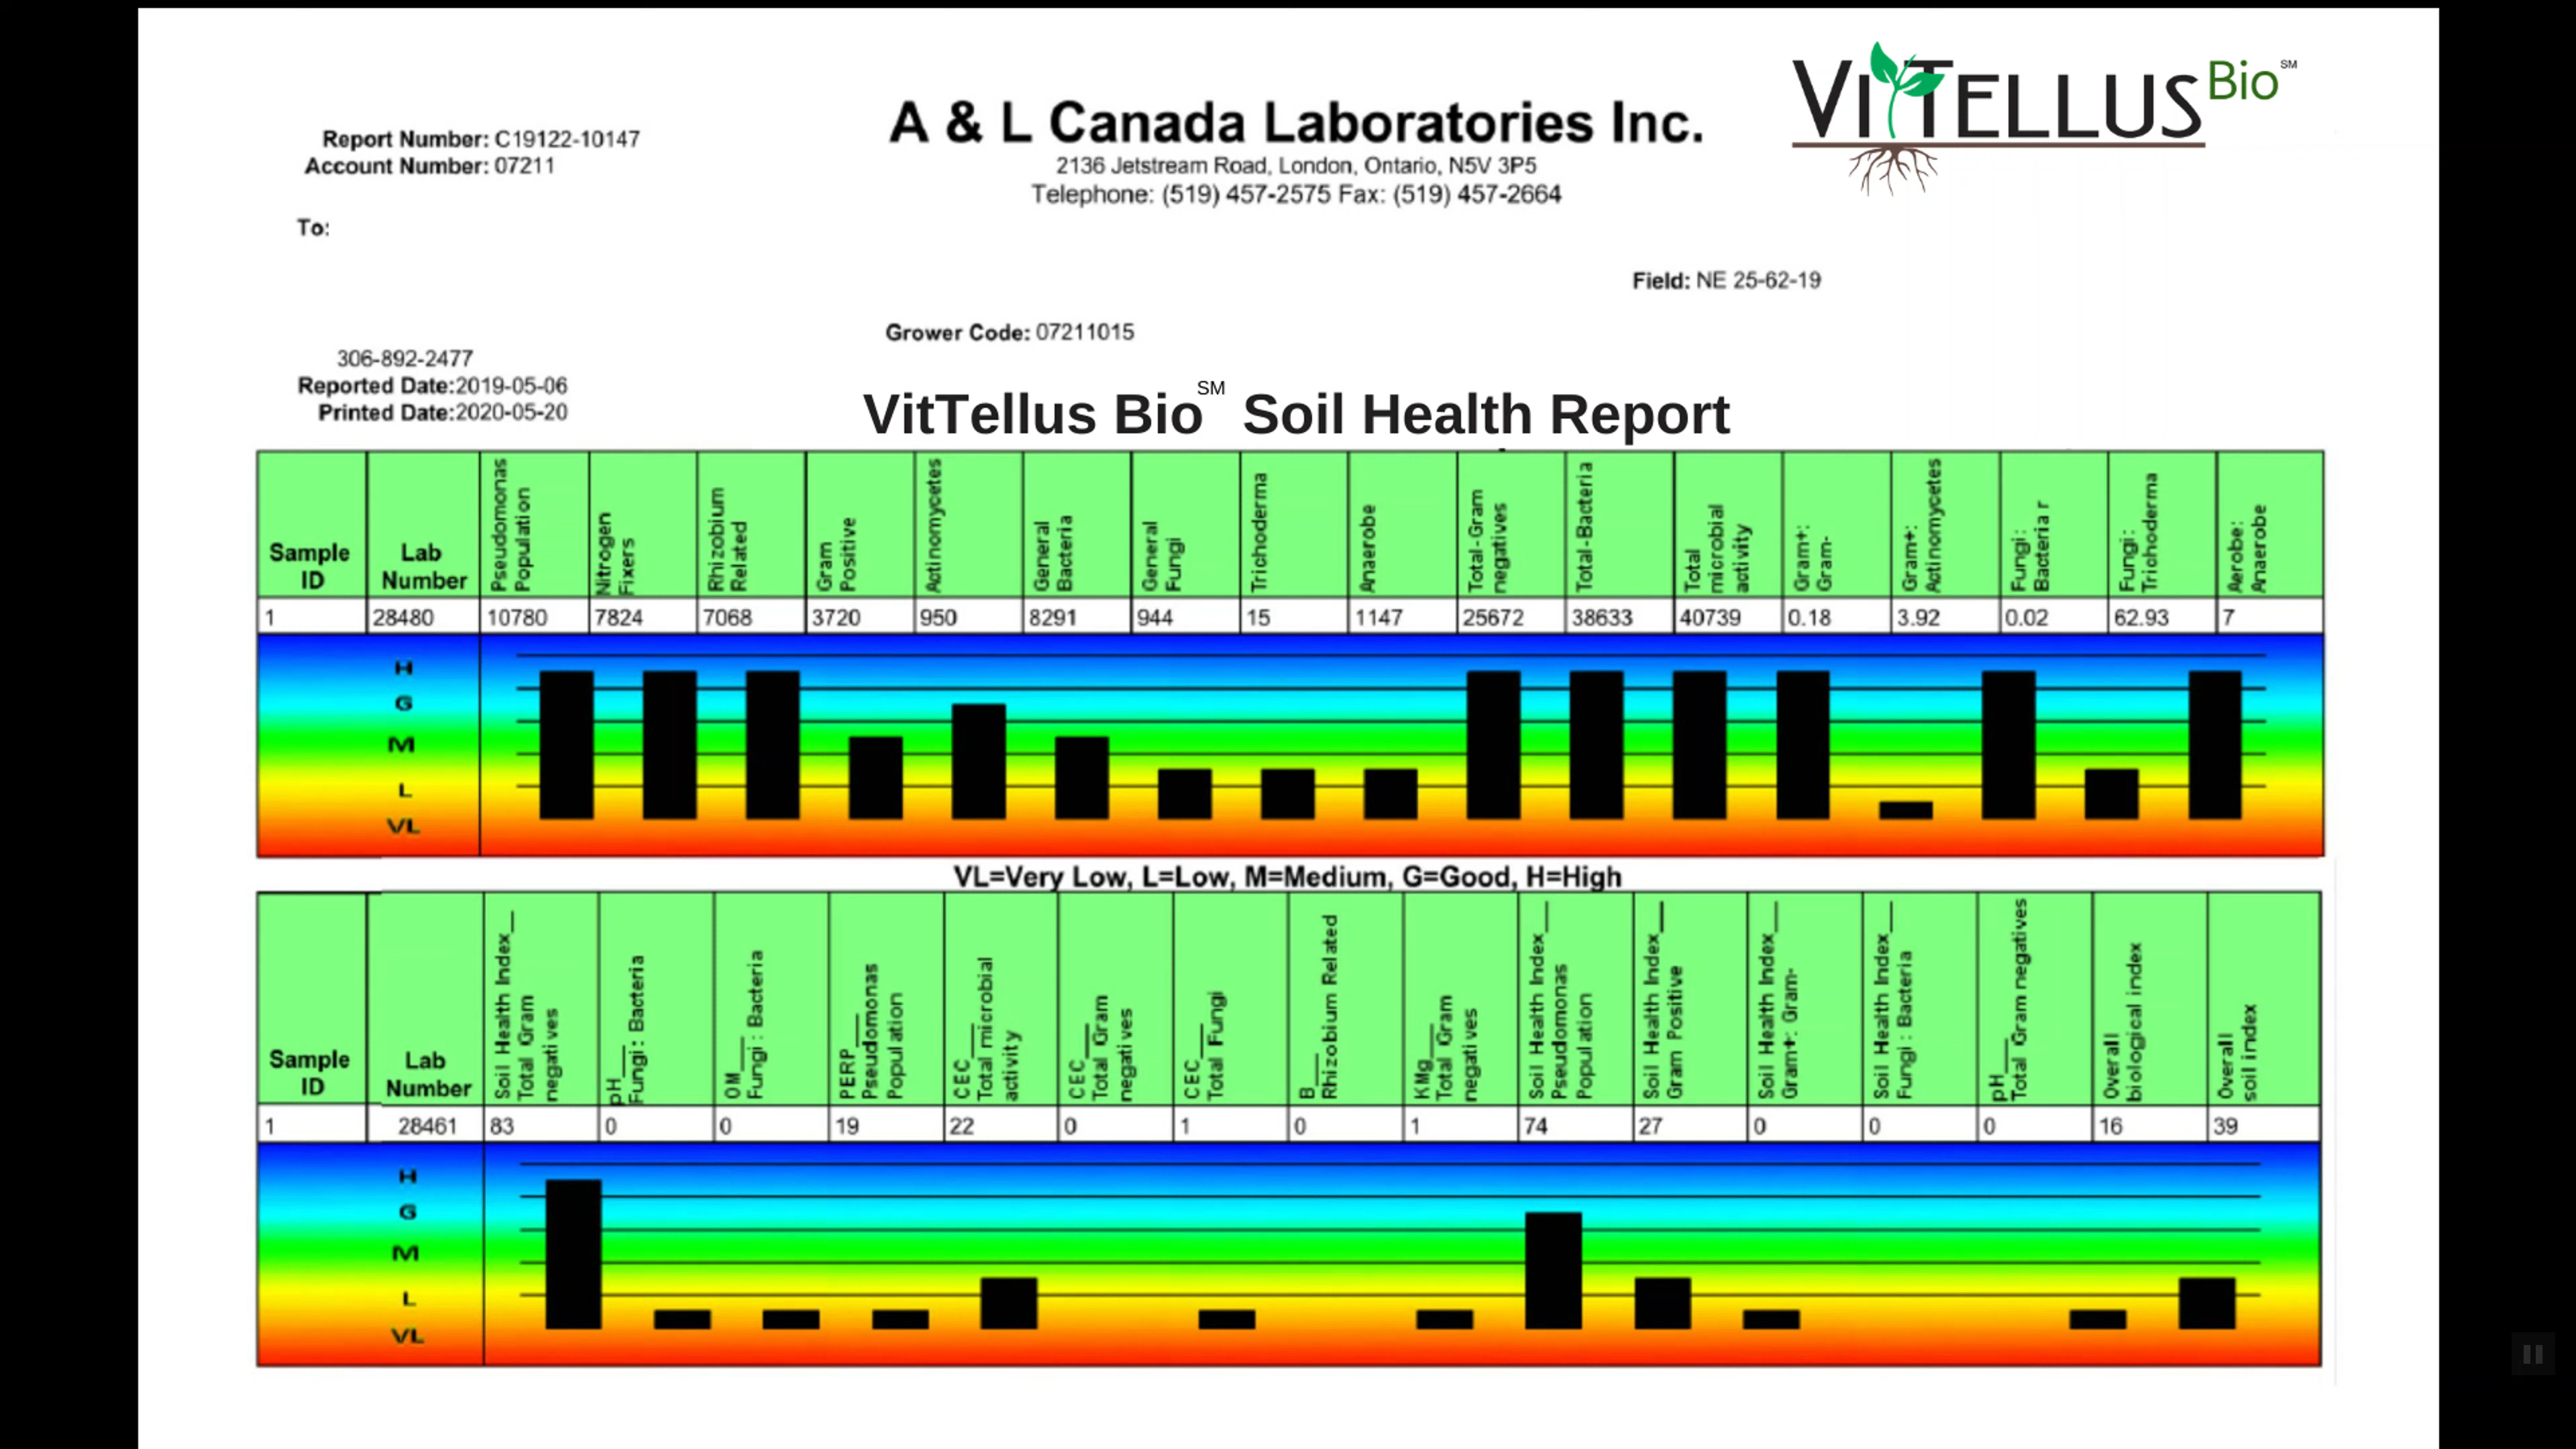 VITTELLUS Bio SM
A & L Canada Laboratories Inc.
2136 Jetstream Road, London, Ontario, N5V 3P5
Telephone: (519) 457-2575 Fax: (519) 457-2664
Report Number: C19122-10147
Account Number: 07211
To:
Field: NE 25-62-19
Grower Code: 07211015
306-892-2477
Reported Date:2019-05-06
Printed Date:2020-05-20
VitTellus Bio SM Soil Health Report
Sample ID
Lab Number
Pseudomonas Population
Nitrogen Fixers
Rhizobium Related
Gram Positive
Actinomycetes
General Bacteria
General Fungi
Trichoderma
Anaerobe
Total-Gram negatives
Total-Bacteria
Total microbial activity
Gram+: Gram-
Gram+: Actinomycetes
Fungi: Bacteria r
Fungi: Trichoderma
Aerobe: Anaerobe
1 28480 10780 7824 7068 3720 950 8291 944 15 1147 25672 38633 40739 0.18 3.92 0.02 62.93 7
H
G
M
L
VL
VL=Very Low, L=Low, M=Medium, G=Good, H=High
Sample ID
Lab Number
Soil Health Index__ Total Gram negatives
pH__ Fungi: Bacteria
OM__ Fungi : Bacteria
PERP__ Pseudomonas Population
CEC__ Total microbial activity
CEC__ Total Gram negatives
CEC__ Total Fungi
B__ Rhizobium Related
KMg__ Total Gram negatives
Soil Health Index__ Pseudomonas Population
Soil Health Index__ Gram Positive
Soil Health Index__ Gram+: Gram-
Soil Health Index__ Fungi : Bacteria
pH__ Total Gram negatives
Overall biological index
Overall soil index
1 28461 83 0 0 19 22 0 1 0 1 74 27 0 0 0 16 39
H
G
M
L
VL